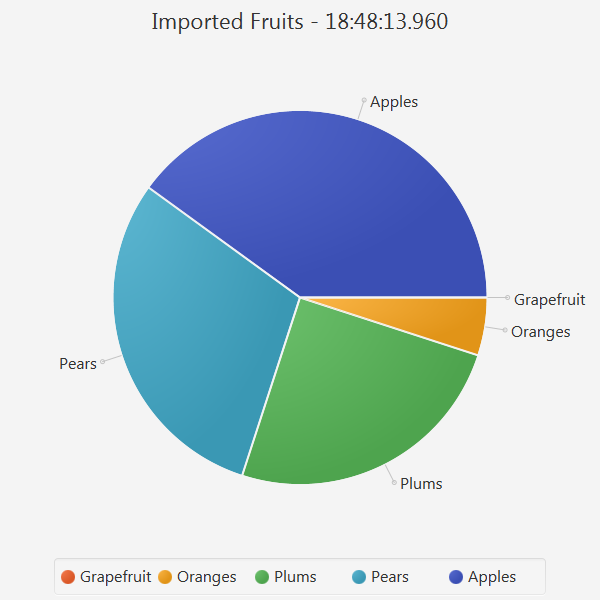 Imported Fruits - 18:48:13.960
Apples
Grapefruit
Oranges
Pears
Plums
Grapefruit Oranges Plums Pears Apples